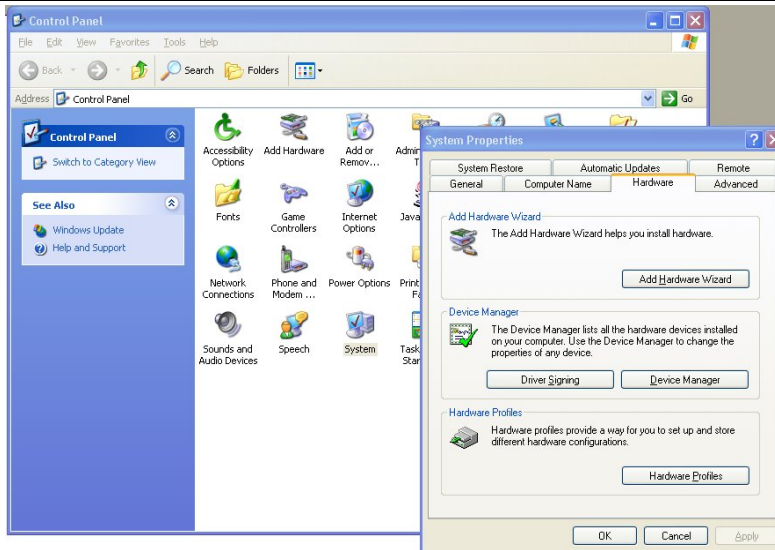 Control Panel
File Edit View Favorites Tools Help
Back Search Folders
Address Control Panel Go
Control Panel
Switch to Category View
See Also
Windows Update
Help and Support
Accessibility
Options
Add Hardware
Add or
Remov...
Fonts
Game
Controllers
Internet
Options
Java
Network
Connections
Phone and
Modem ...
Power Options
Print
Sounds and
Audio Devices
Speech
System
Task
Star
System Properties
System Restore Automatic Updates Remote
General Computer Name Hardware Advanced
Add Hardware Wizard
The Add Hardware Wizard helps you install hardware.
Add Hardware Wizard
Device Manager
The Device Manager lists all the hardware devices installed
on your computer. Use the Device Manager to change the
properties of any device.
Driver Signing Device Manager
Hardware Profiles
Hardware profiles provide a way for you to set up and store
different hardware configurations.
Hardware Profiles
OK Cancel Apply